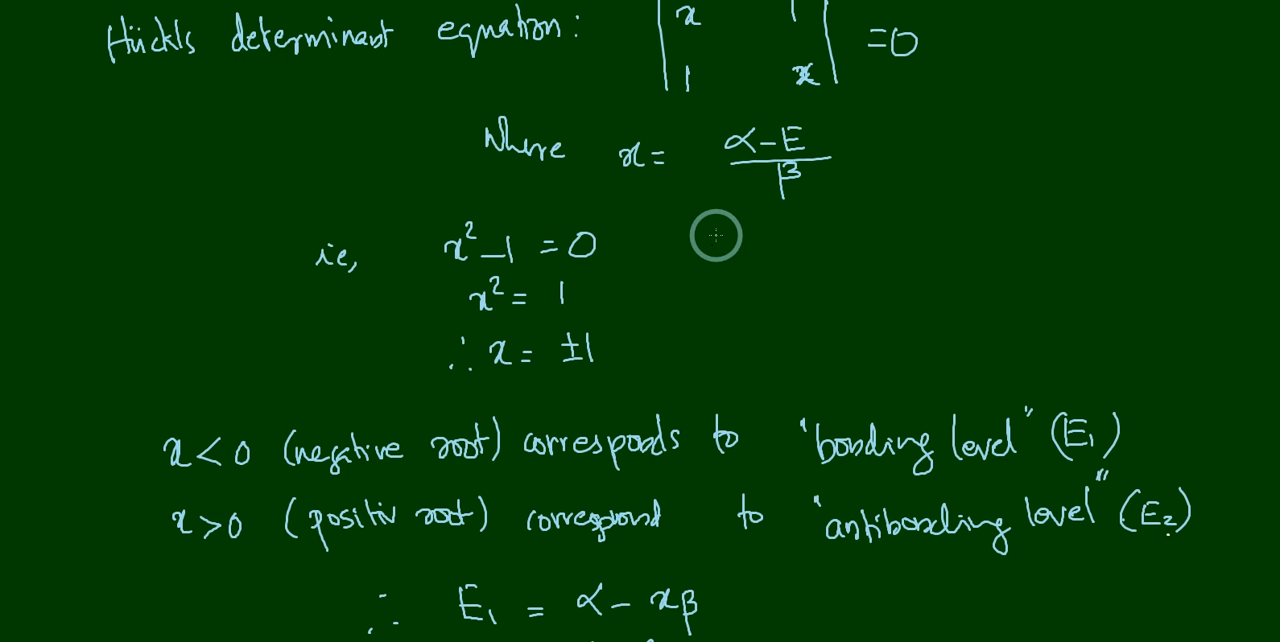 Hückls determinant equation: | x 1 | = 0
| 1 x |
Where x = α-E / β
ie, x² - 1 = 0
x² = 1
∴ x = ±1
x < 0 (negative root) corresponds to "bonding level" (E₁)
x > 0 (positiv root) correspond to "antibonding level" (E₂)
∴ E₁ = α - xβ